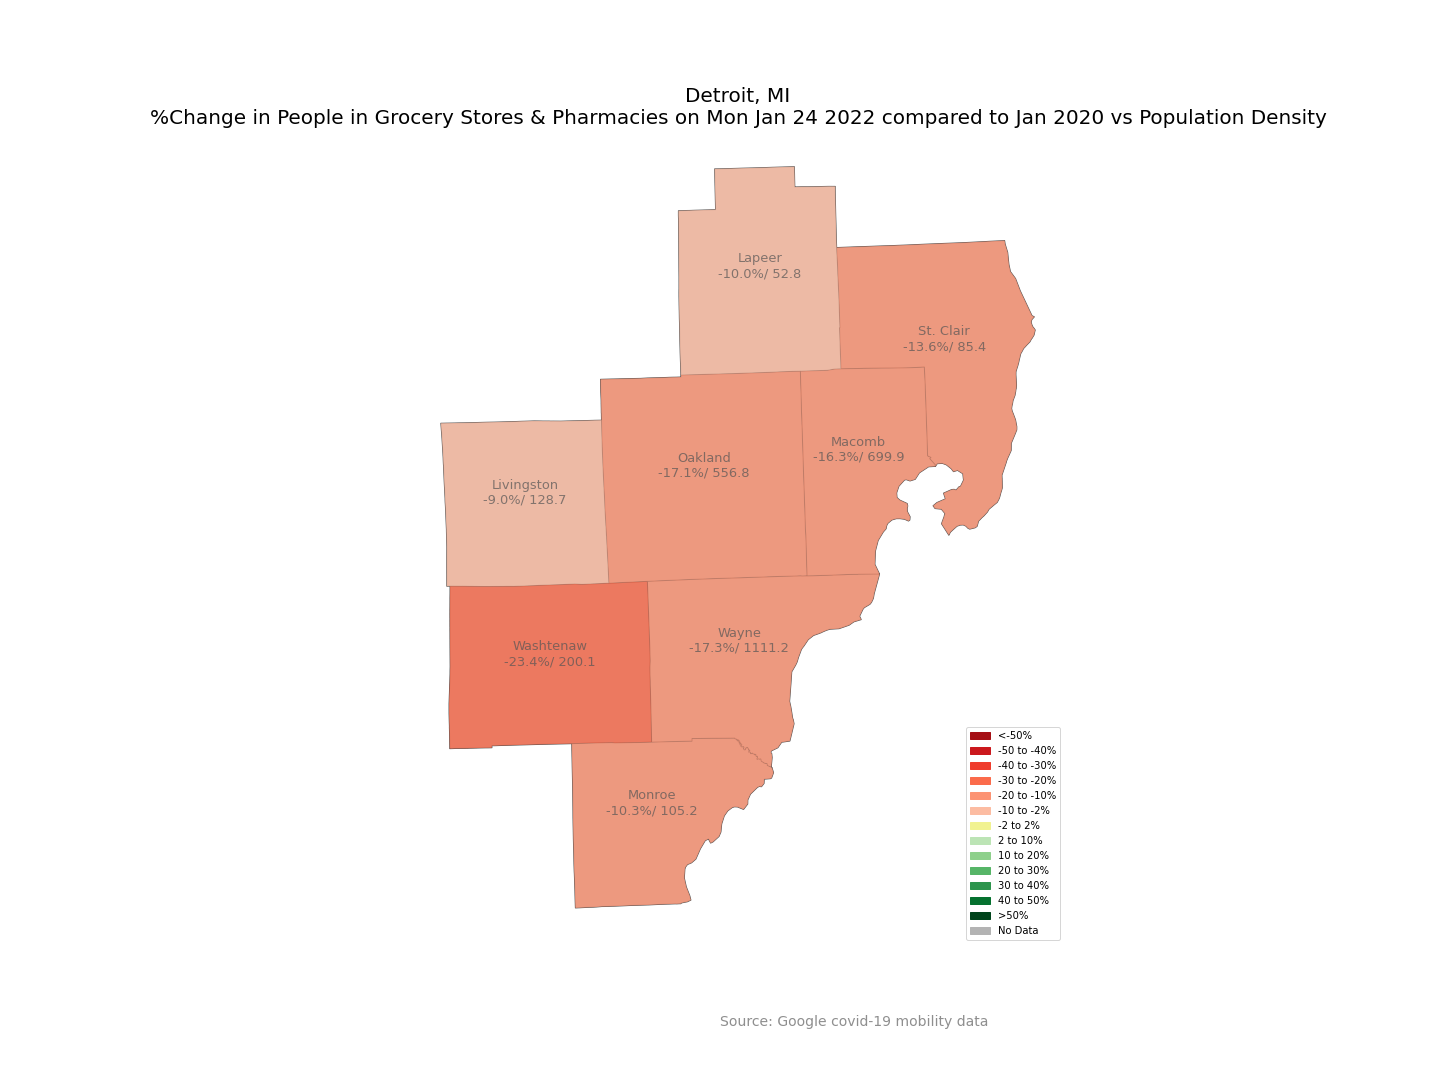 Detroit, MI
%Change in People in Grocery Stores & Pharmacies on Mon Jan 24 2022 compared to Jan 2020 vs Population Density
Lapeer
-10.0%/ 52.8
St. Clair
-13.6%/ 85.4
Macomb
-16.3%/ 699.9
Oakland
-17.1%/ 556.8
Livingston
-9.0%/ 128.7
Wayne
-17.3%/ 1111.2
Washtenaw
-23.4%/ 200.1
Monroe
-10.3%/ 105.2
<-50%
-50 to -40%
-40 to -30%
-30 to -20%
-20 to -10%
-10 to -2%
-2 to 2%
2 to 10%
10 to 20%
20 to 30%
30 to 40%
40 to 50%
>50%
No Data
Source: Google covid-19 mobility data